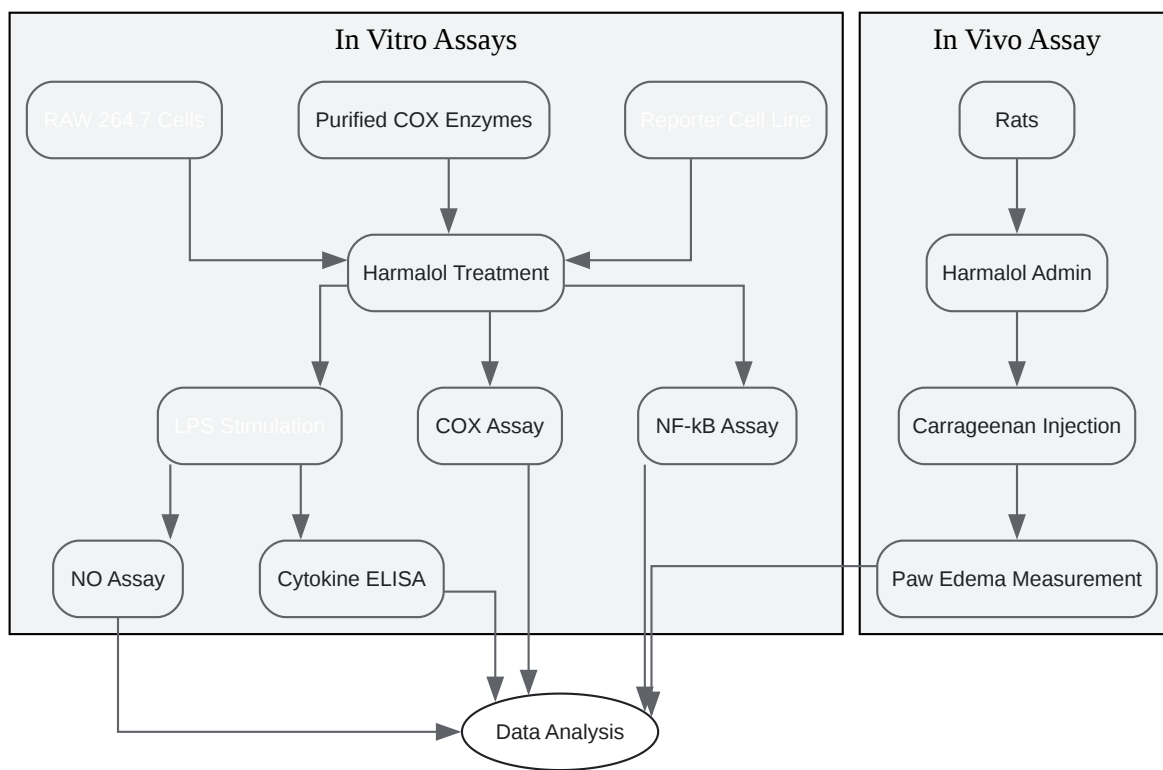 In Vitro Assays
In Vivo Assay
RAW 264.7 Cells
Purified COX Enzymes
Reporter Cell Line
Rats
Harmalol Treatment
Harmalol Admin
LPS Stimulation
COX Assay
NF-kB Assay
Carrageenan Injection
NO Assay
Cytokine ELISA
Paw Edema Measurement
Data Analysis